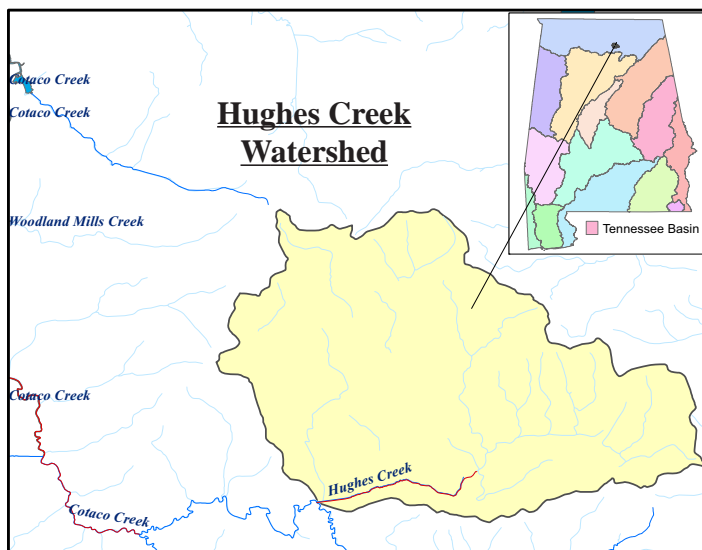 Cotaco Creek
Cotaco Creek
Hughes Creek
Watershed
Woodland Mills Creek
Tennessee Basin
Cotaco Creek
Hughes Creek
Cotaco Creek